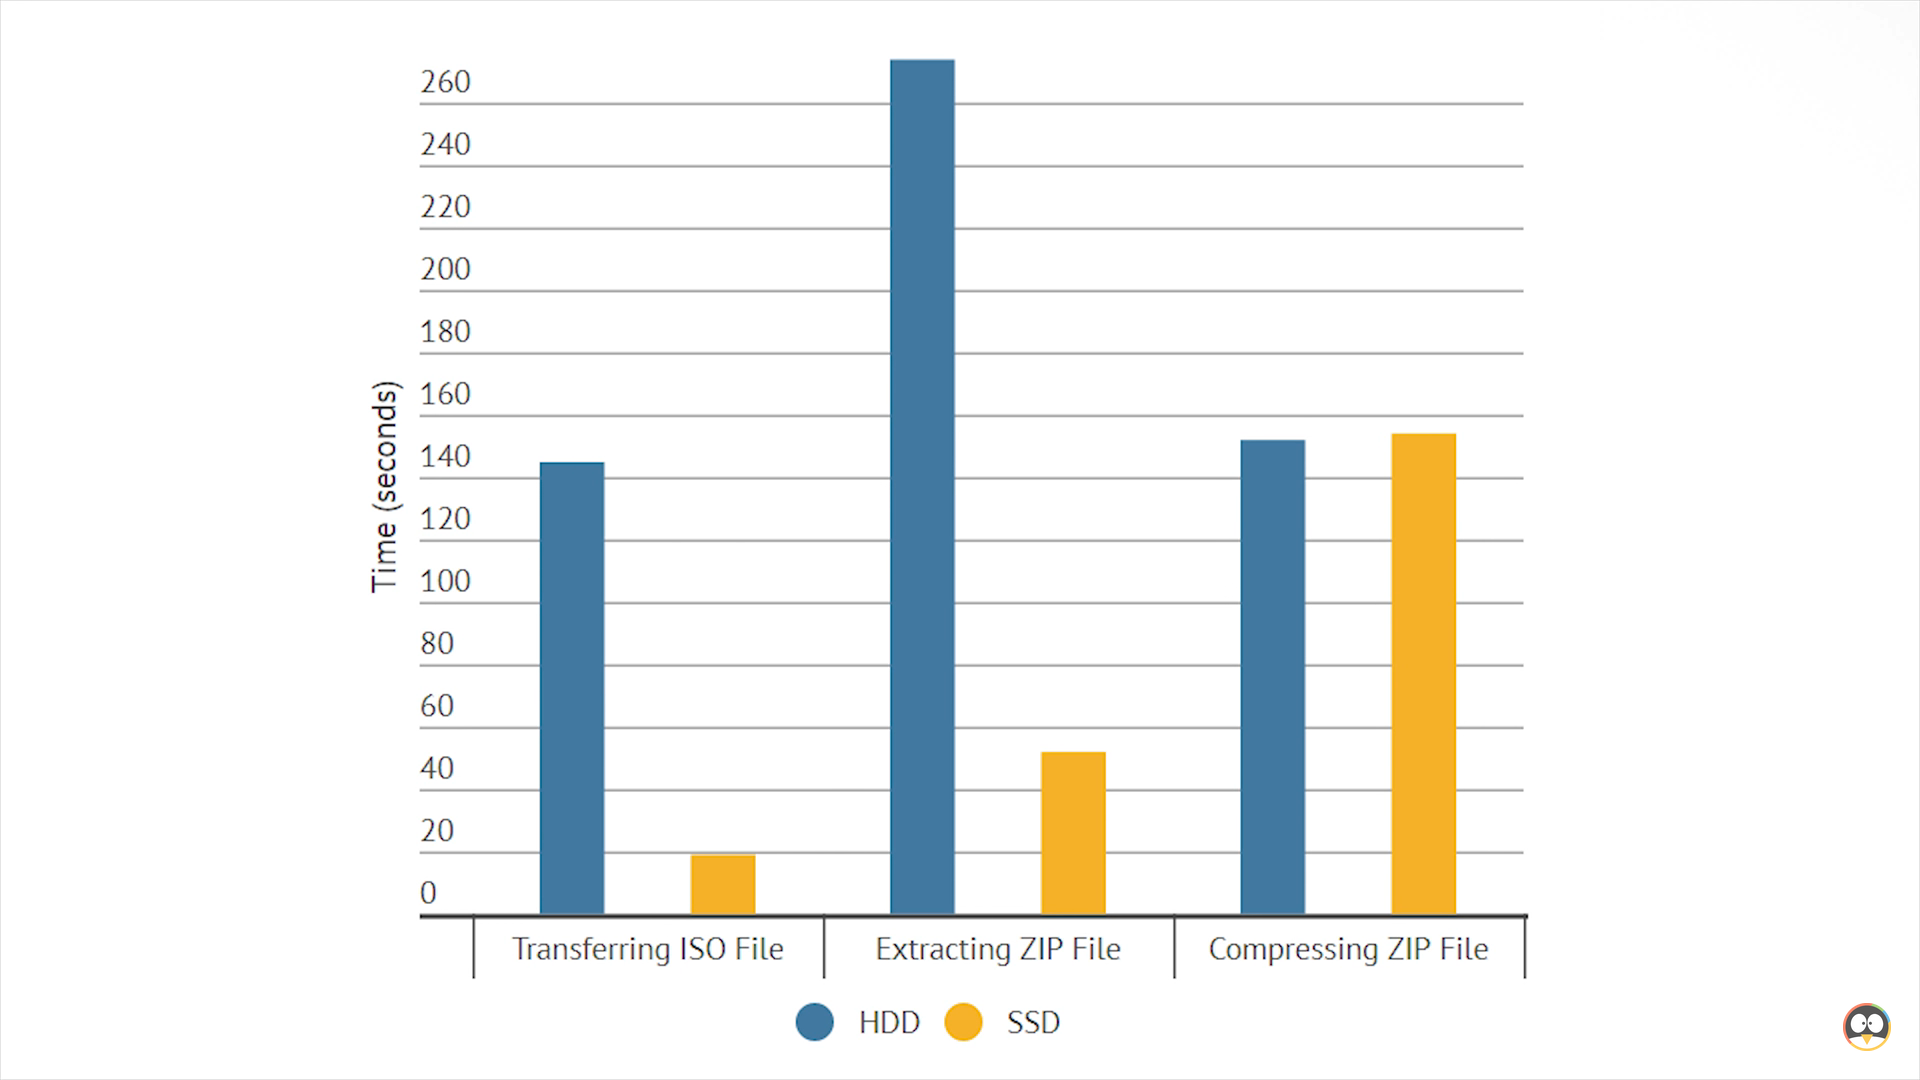 260
240
220
200
180
160
140
120
100
80
60
40
20
0
Time (seconds)
Transferring ISO File
Extracting ZIP File
Compressing ZIP File
HDD
SSD